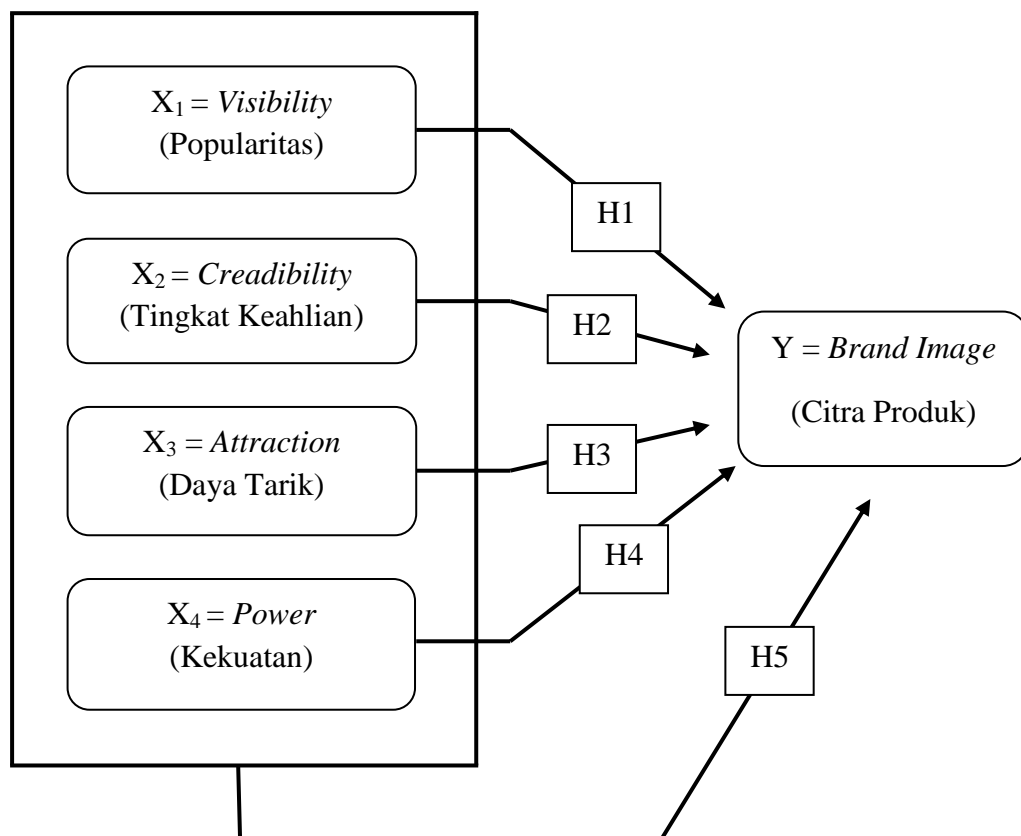 X₁ = Visibility
(Popularitas)
H1
X₂ = Creadibility
(Tingkat Keahlian)
H2
Y = Brand Image
(Citra Produk)
X₃ = Attraction
(Daya Tarik)
H3
H4
X₄ = Power
(Kekuatan)
H5